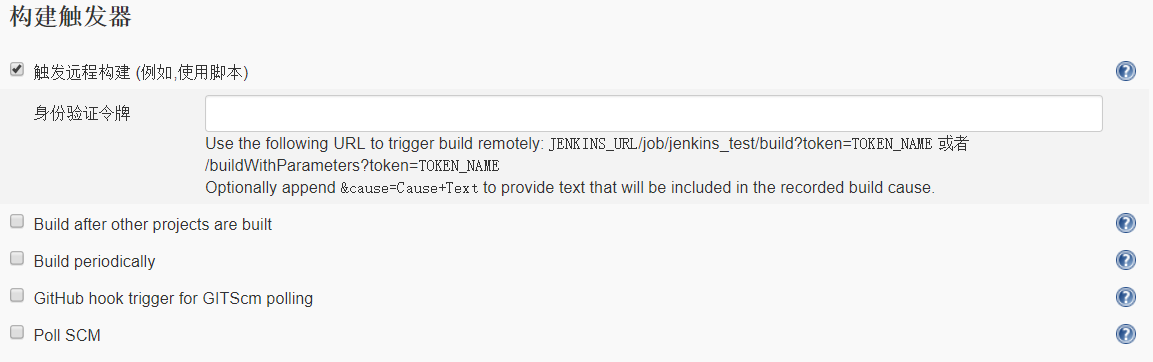 构建触发器
触发远程构建 (例如,使用脚本)
身份验证令牌
Use the following URL to trigger build remotely: JENKINS_URL/job/jenkins_test/build?token=TOKEN_NAME 或者
/buildWithParameters?token=TOKEN_NAME
Optionally append &cause=Cause+Text to provide text that will be included in the recorded build cause.
Build after other projects are built
Build periodically
GitHub hook trigger for GITScm polling
Poll SCM